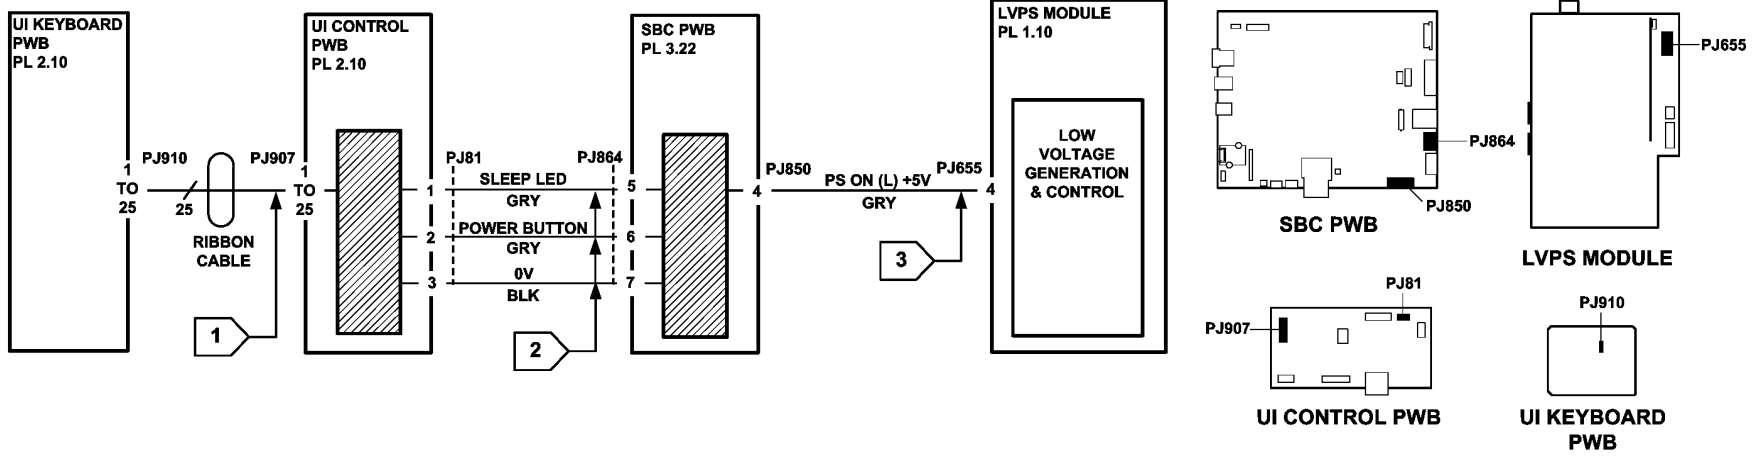 UI KEYBOARD
PWB
PL 2.10
1
TO
25
PJ910
25
RIBBON
CABLE
PJ907
1
TO
25
1
UI CONTROL
PWB
PL 2.10
1
2
3
PJ81
SLEEP LED
GRY
POWER BUTTON
GRY
0V
BLK
PJ864
5
6
7
2
SBC PWB
PL 3.22
4
PJ850
PS ON (L) +5V
GRY
PJ655
4
3
LVPS MODULE
PL 1.10
LOW
VOLTAGE
GENERATION
& CONTROL
PJ864
PJ850
SBC PWB
PJ655
LVPS MODULE
PJ81
PJ907
UI CONTROL PWB
PJ910
UI KEYBOARD
PWB